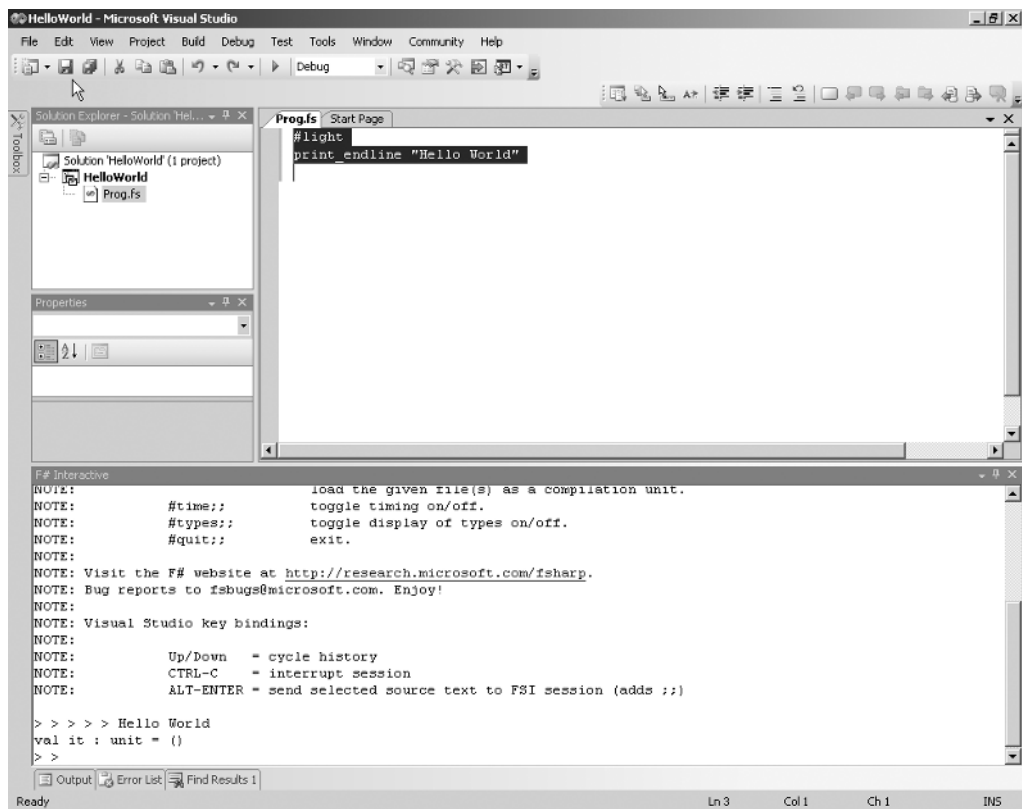 HelloWorld - Microsoft Visual Studio
File Edit View Project Build Debug Test Tools Window Community Help
Debug
Toolbox
Solution Explorer - Solution 'Hel...
Solution 'HelloWorld' (1 project)
HelloWorld
Prog.fs
Properties
Prog.fs Start Page
#light
print_endline "Hello World"
F# Interactive
NOTE: load the given file(s) as a compilation unit.
NOTE: #time;; toggle timing on/off.
NOTE: #types;; toggle display of types on/off.
NOTE: #quit;; exit.
NOTE:
NOTE: Visit the F# website at http://research.microsoft.com/fsharp.
NOTE: Bug reports to fsbugs@microsoft.com. Enjoy!
NOTE:
NOTE: Visual Studio key bindings:
NOTE:
NOTE: Up/Down = cycle history
NOTE: CTRL-C = interrupt session
NOTE: ALT-ENTER = send selected source text to FSI session (adds ;;)
> > > > > Hello World
val it : unit = ()
> >
Output Error List Find Results 1
Ready Ln 3 Col 1 Ch 1 INS